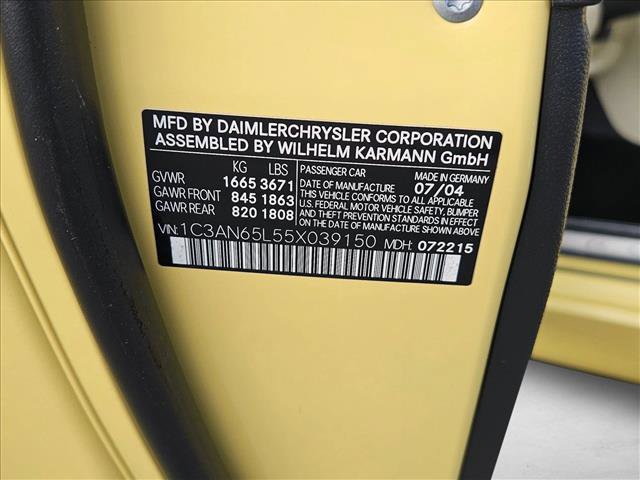 MFD BY DAIMLERCHRYSLER CORPORATION
ASSEMBLED BY WILHELM KARMANN GmbH
KG LBS
GVWR 1665 3671
GAWR FRONT 845 1863
GAWR REAR 820 1808
PASSENGER CAR MADE IN GERMANY
DATE OF MANUFACTURE 07/04
THIS VEHICLE CONFORMS TO ALL APPLICABLE
U.S. FEDERAL MOTOR VEHICLE SAFETY, BUMPER
AND THEFT PREVENTION STANDARDS IN EFFECT
ON THE DATE OF MANUFACTURE SHOWN ABOVE
VIN: 1C3AN65L55X039150 MDH: 072215